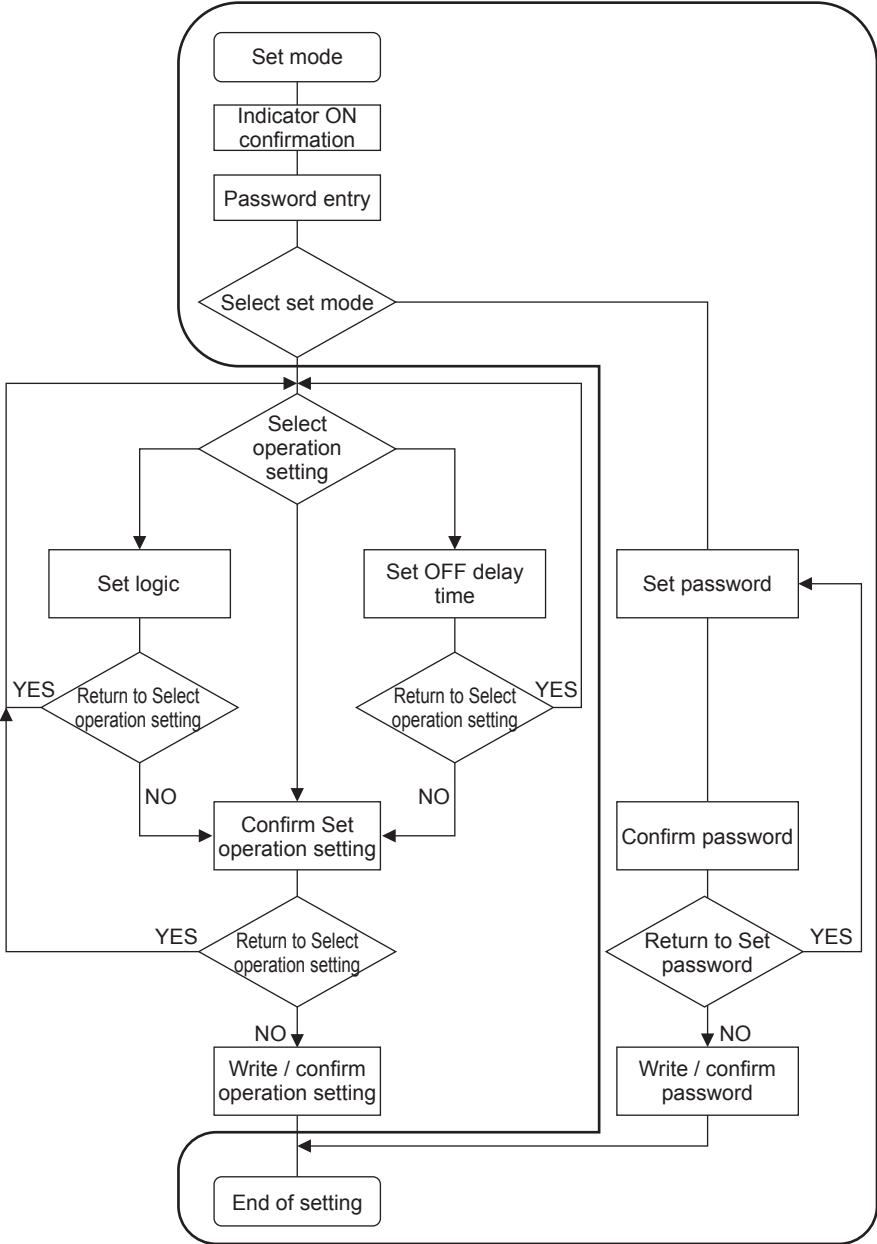 Set mode
Indicator ON
confirmation
Password entry
Select set mode
Select
operation
setting
Set logic
Set OFF delay
time
Set password
YES
Return to Select
operation setting
Return to Select
operation setting
YES
NO
NO
Confirm Set
operation setting
Confirm password
YES
Return to Select
operation setting
Return to Set
password
YES
NO
NO
Write / confirm
operation setting
Write / confirm
password
End of setting